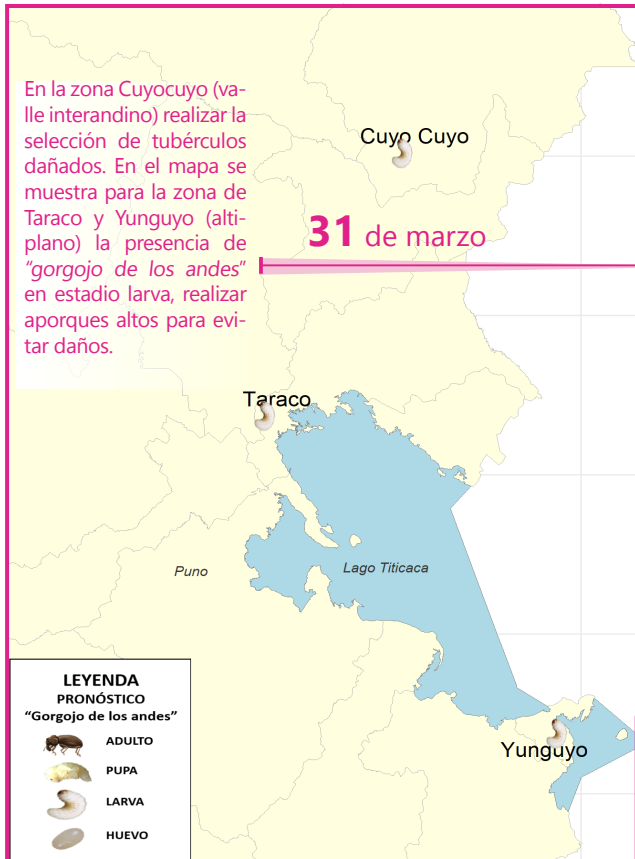 En la zona Cuyocuyo (va-
lle interandino) realizar la
selección de tubérculos
dañados. En el mapa se
muestra para la zona de
Taraco y Yunguyo (alti-
plano) la presencia de
“gorgojo de los andes”
en estadio larva, realizar
aporques altos para evi-
tar daños.
Cuyo Cuyo
31 de marzo
Taraco
Puno
Lago Titicaca
Yunguyo
LEYENDA
PRONÓSTICO
“Gorgojo de los andes”
ADULTO
PUPA
LARVA
HUEVO